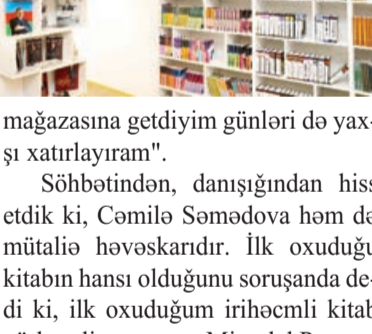 mağazasına getdiyim günləri də yax-
şı xatırlayıram".
Söhbətindən, danışığından hiss
etdik ki, Cəmilə Səmədova həm də
mütaliə həvəskarıdır. İlk oxuduğu
kitabın hansı olduğunu soruşanda de-
di ki, ilk oxuduğum irihəcmli kitab